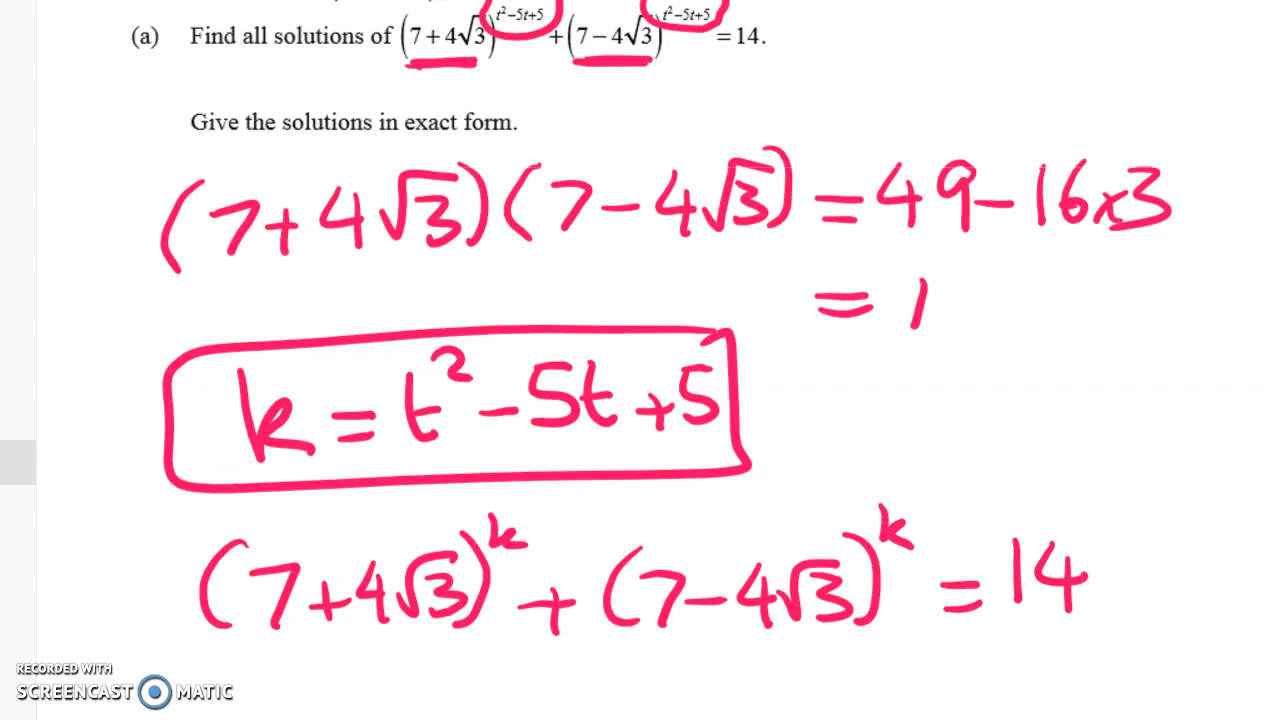 (a) Find all solutions of (7 + 4√3)^(t²−5t+5) + (7 − 4√3)^(t²−5t+5) = 14.
Give the solutions in exact form.
(7 + 4√3)(7 − 4√3) = 49 − 16×3
= 1
k = t² − 5t + 5
(7+4√3)^k + (7−4√3)^k = 14
RECORDED WITH
SCREENCAST MATIC